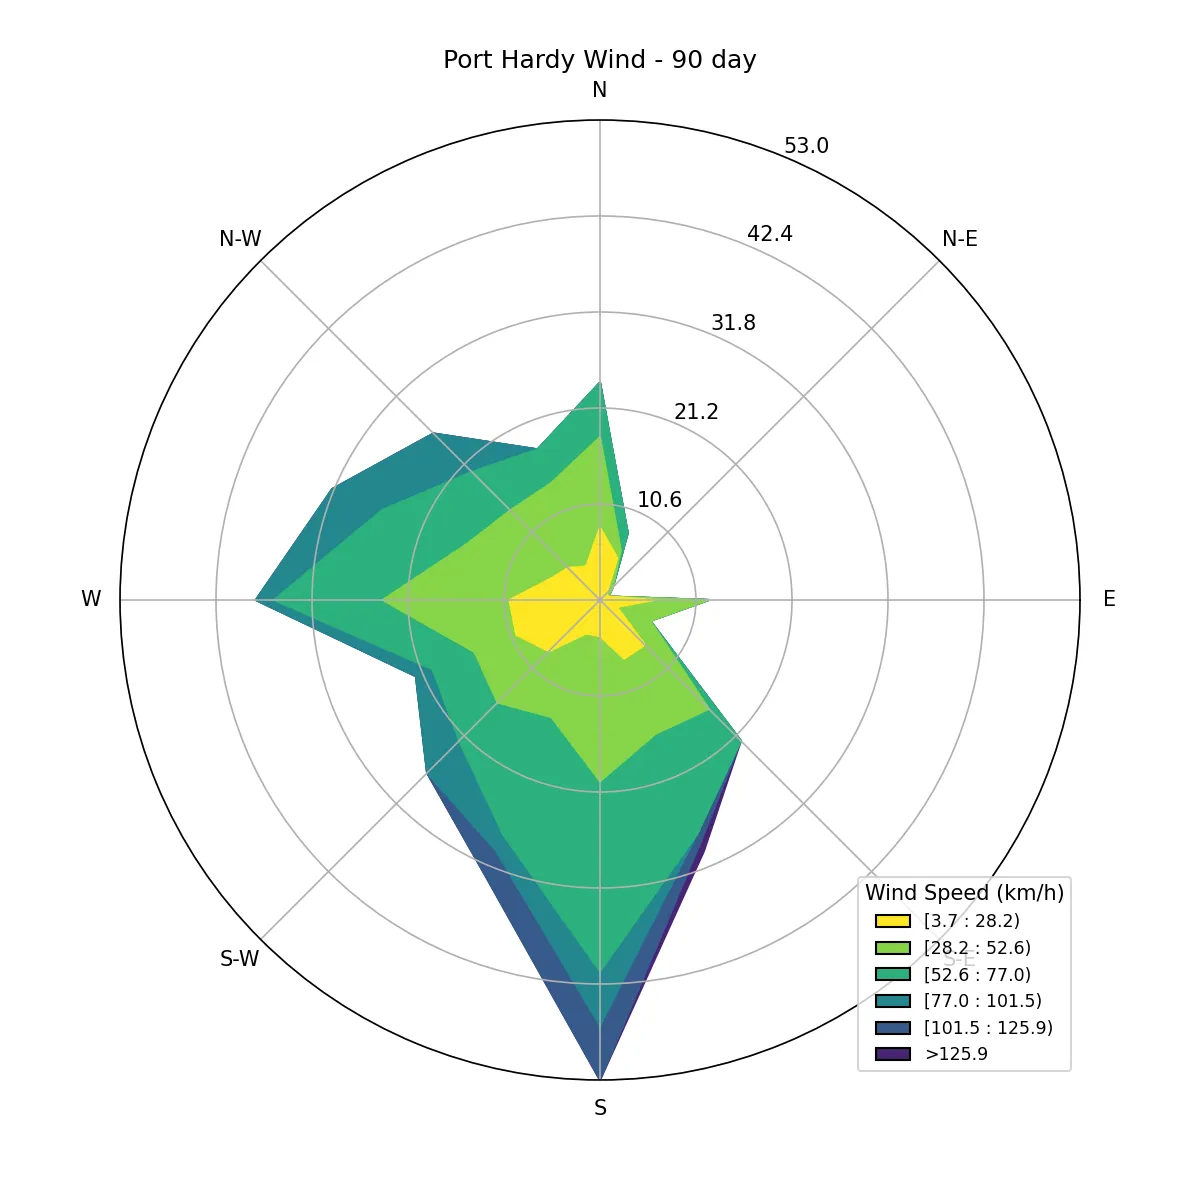 Port Hardy Wind - 90 day
N
53.0
N-W
42.4
N-E
31.8
21.2
10.6
W
E
S-W
S-E
S
Wind Speed (km/h)
[3.7 : 28.2)
[28.2 : 52.6)
[52.6 : 77.0)
[77.0 : 101.5)
[101.5 : 125.9)
>125.9